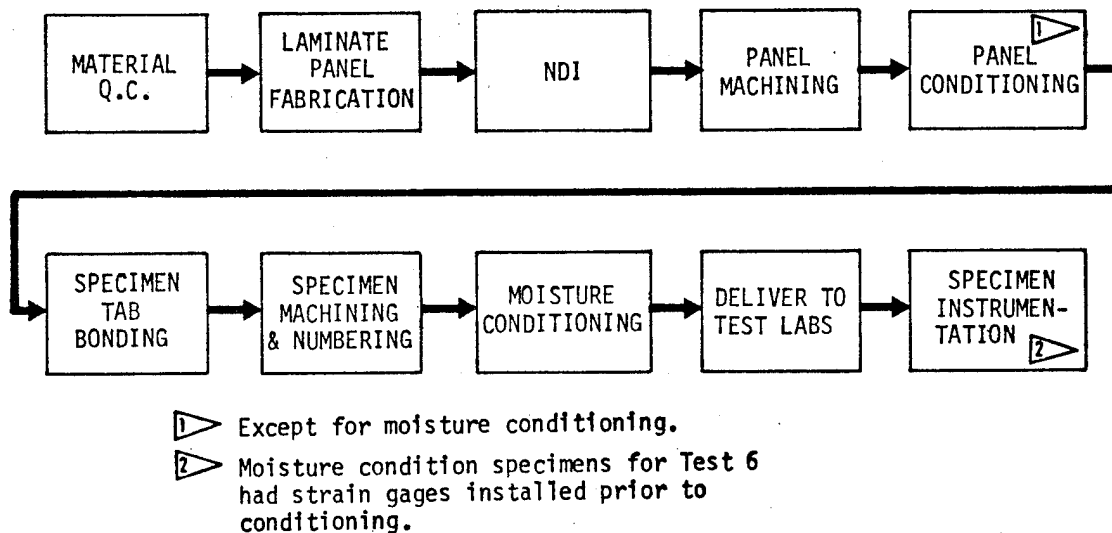 MATERIAL
Q.C.
LAMINATE
PANEL
FABRICATION
NDI
PANEL
MACHINING
1
PANEL
CONDITIONING
SPECIMEN
TAB
BONDING
SPECIMEN
MACHINING
& NUMBERING
MOISTURE
CONDITIONING
DELIVER TO
TEST LABS
SPECIMEN
INSTRUMEN-
TATION
2
1 Except for moisture conditioning.
2 Moisture condition specimens for Test 6
had strain gages installed prior to
conditioning.